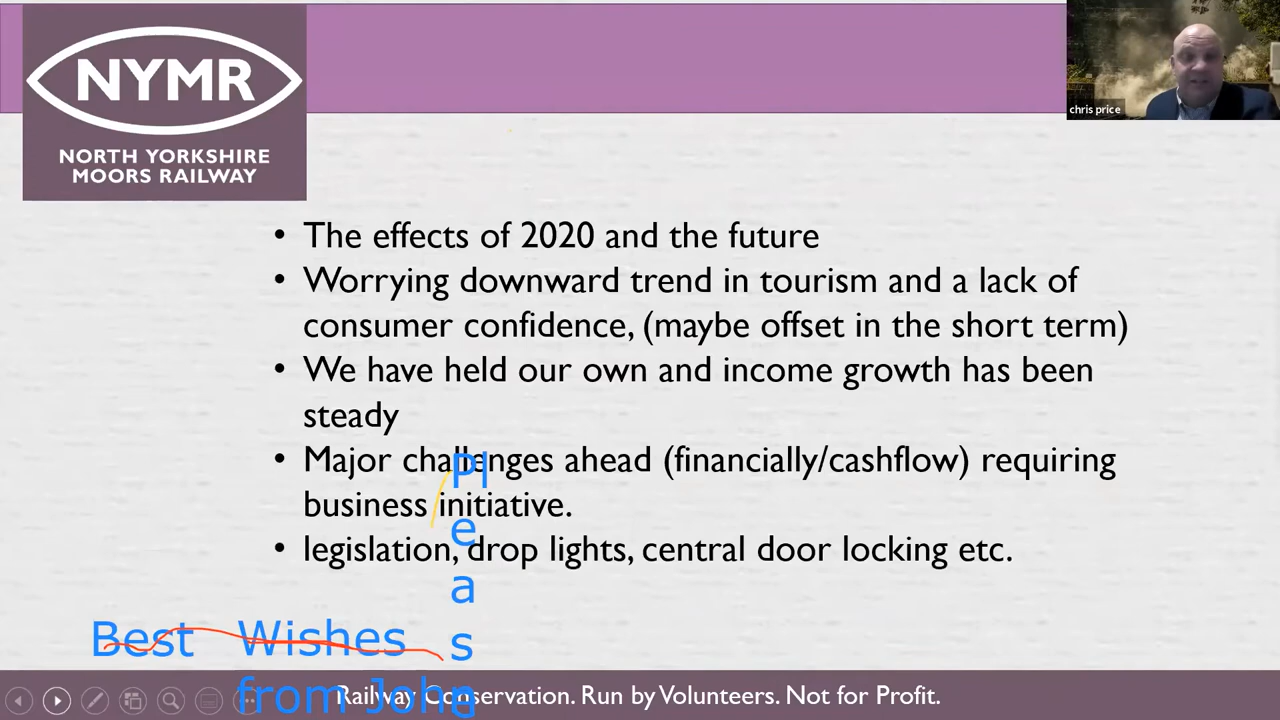 NYMR
NORTH YORKSHIRE
MOORS RAILWAY
chris price
• The effects of 2020 and the future
• Worrying downward trend in tourism and a lack of
consumer confidence, (maybe offset in the short term)
• We have held our own and income growth has been
steady
• Major challenges ahead (financially/cashflow) requiring
business initiative.
• legislation, drop lights, central door locking etc.
Pl
e
a
s
e
Best Wishes
from John
Railway Conservation. Run by Volunteers. Not for Profit.